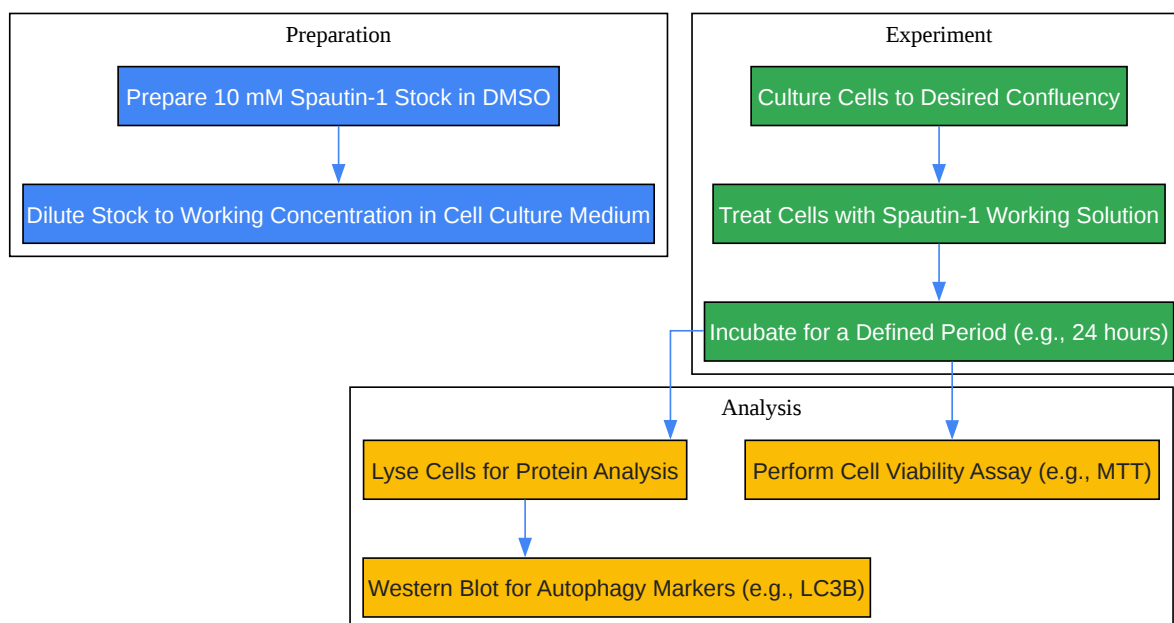 Preparation
Prepare 10 mM Spautin-1 Stock in DMSO
Dilute Stock to Working Concentration in Cell Culture Medium
Experiment
Culture Cells to Desired Confluency
Treat Cells with Spautin-1 Working Solution
Incubate for a Defined Period (e.g., 24 hours)
Analysis
Lyse Cells for Protein Analysis
Perform Cell Viability Assay (e.g., MTT)
Western Blot for Autophagy Markers (e.g., LC3B)